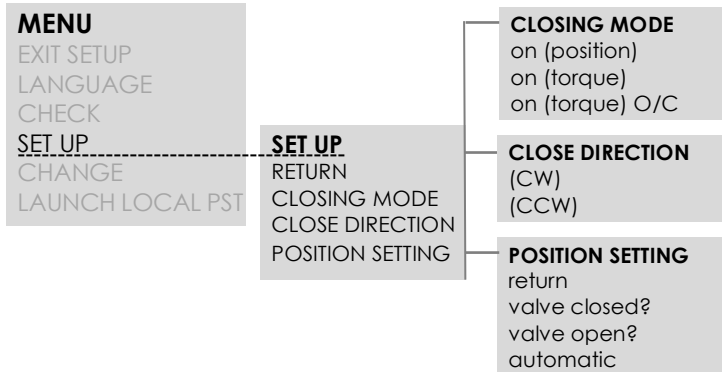 MENU
EXIT SETUP
LANGUAGE
CHECK
SET UP
CHANGE
LAUNCH LOCAL PST
SET UP
RETURN
CLOSING MODE
CLOSE DIRECTION
POSITION SETTING
CLOSING MODE
on (position)
on (torque)
on (torque) O/C
CLOSE DIRECTION
(CW)
(CCW)
POSITION SETTING
return
valve closed?
valve open?
automatic